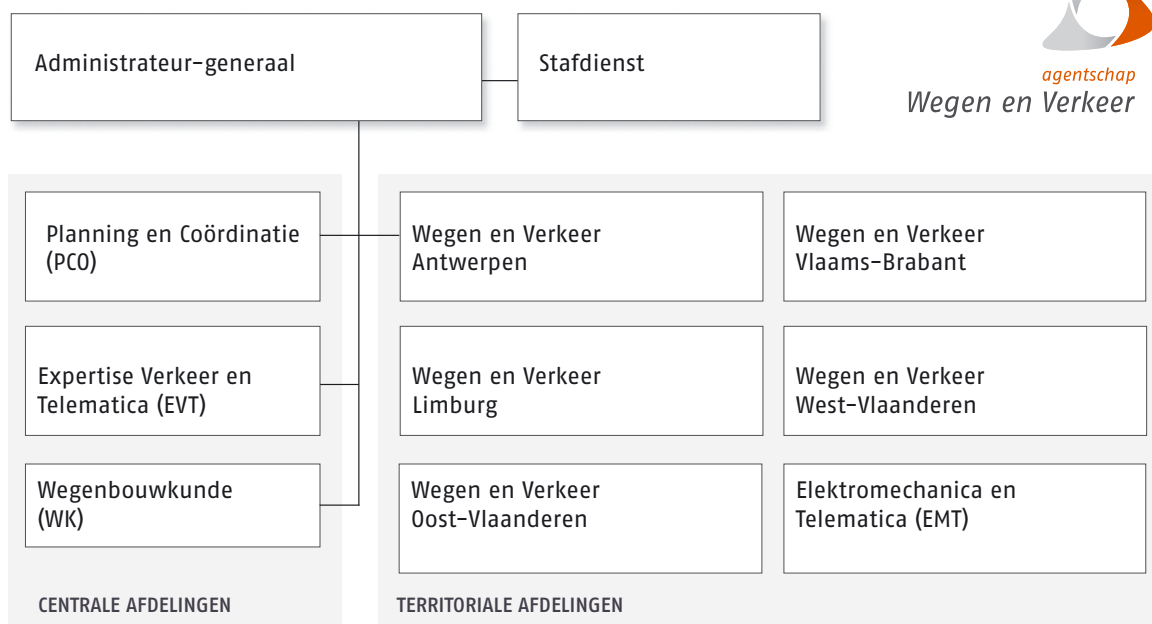 Administrateur-generaal
Stafdienst
agentschap
Wegen en Verkeer
Planning en Coördinatie
(PCO)
Expertise Verkeer en
Telematica (EVT)
Wegenbouwkunde
(WK)
CENTRALE AFDELINGEN
Wegen en Verkeer
Antwerpen
Wegen en Verkeer
Vlaams-Brabant
Wegen en Verkeer
Limburg
Wegen en Verkeer
West-Vlaanderen
Wegen en Verkeer
Oost-Vlaanderen
Elektromechanica en
Telematica (EMT)
TERRITORIALE AFDELINGEN